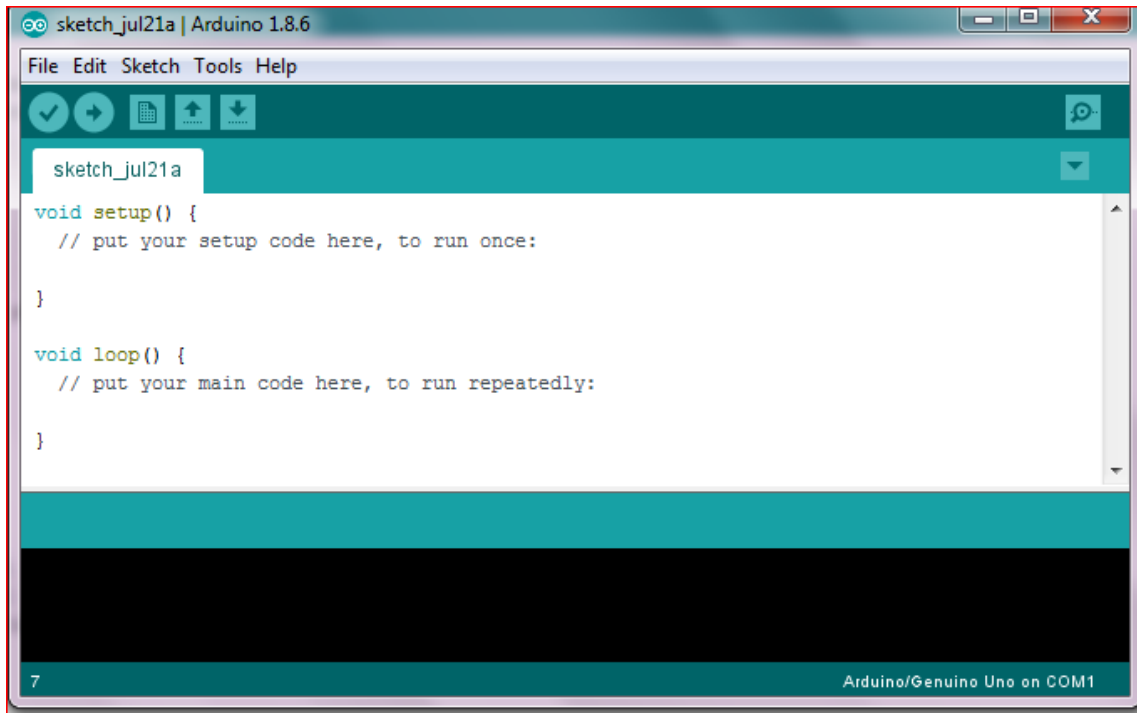 sketch_jul21a | Arduino 1.8.6
File Edit Sketch Tools Help
sketch_jul21a
void setup() {
  // put your setup code here, to run once:
}
void loop() {
  // put your main code here, to run repeatedly:
}
7 Arduino/Genuino Uno on COM1